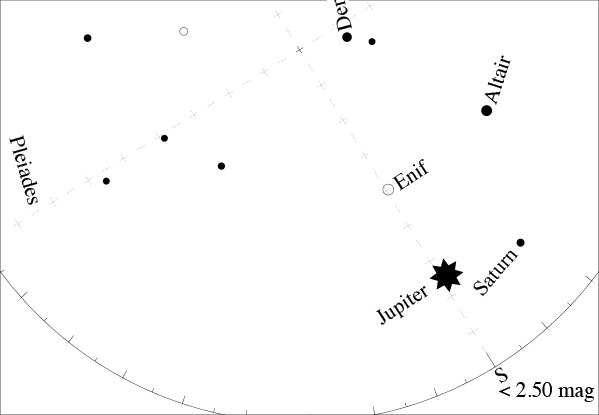 Altair
Pleiades
Enif
Saturn
Jupiter
S
< 2.50 mag